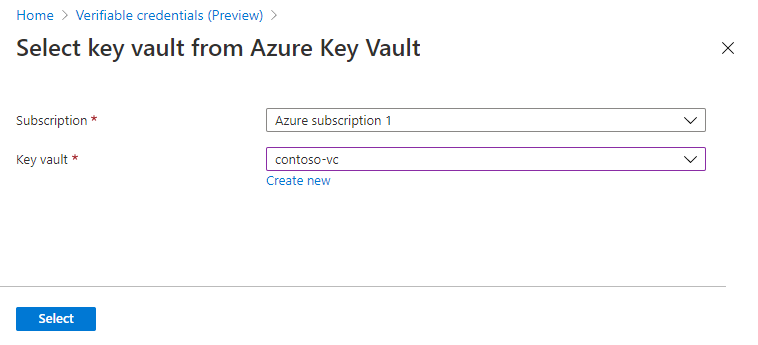 Home > Verifiable credentials (Preview) >
Select key vault from Azure Key Vault
Subscription * Azure subscription 1
Key vault * contoso-vc
Create new
Select